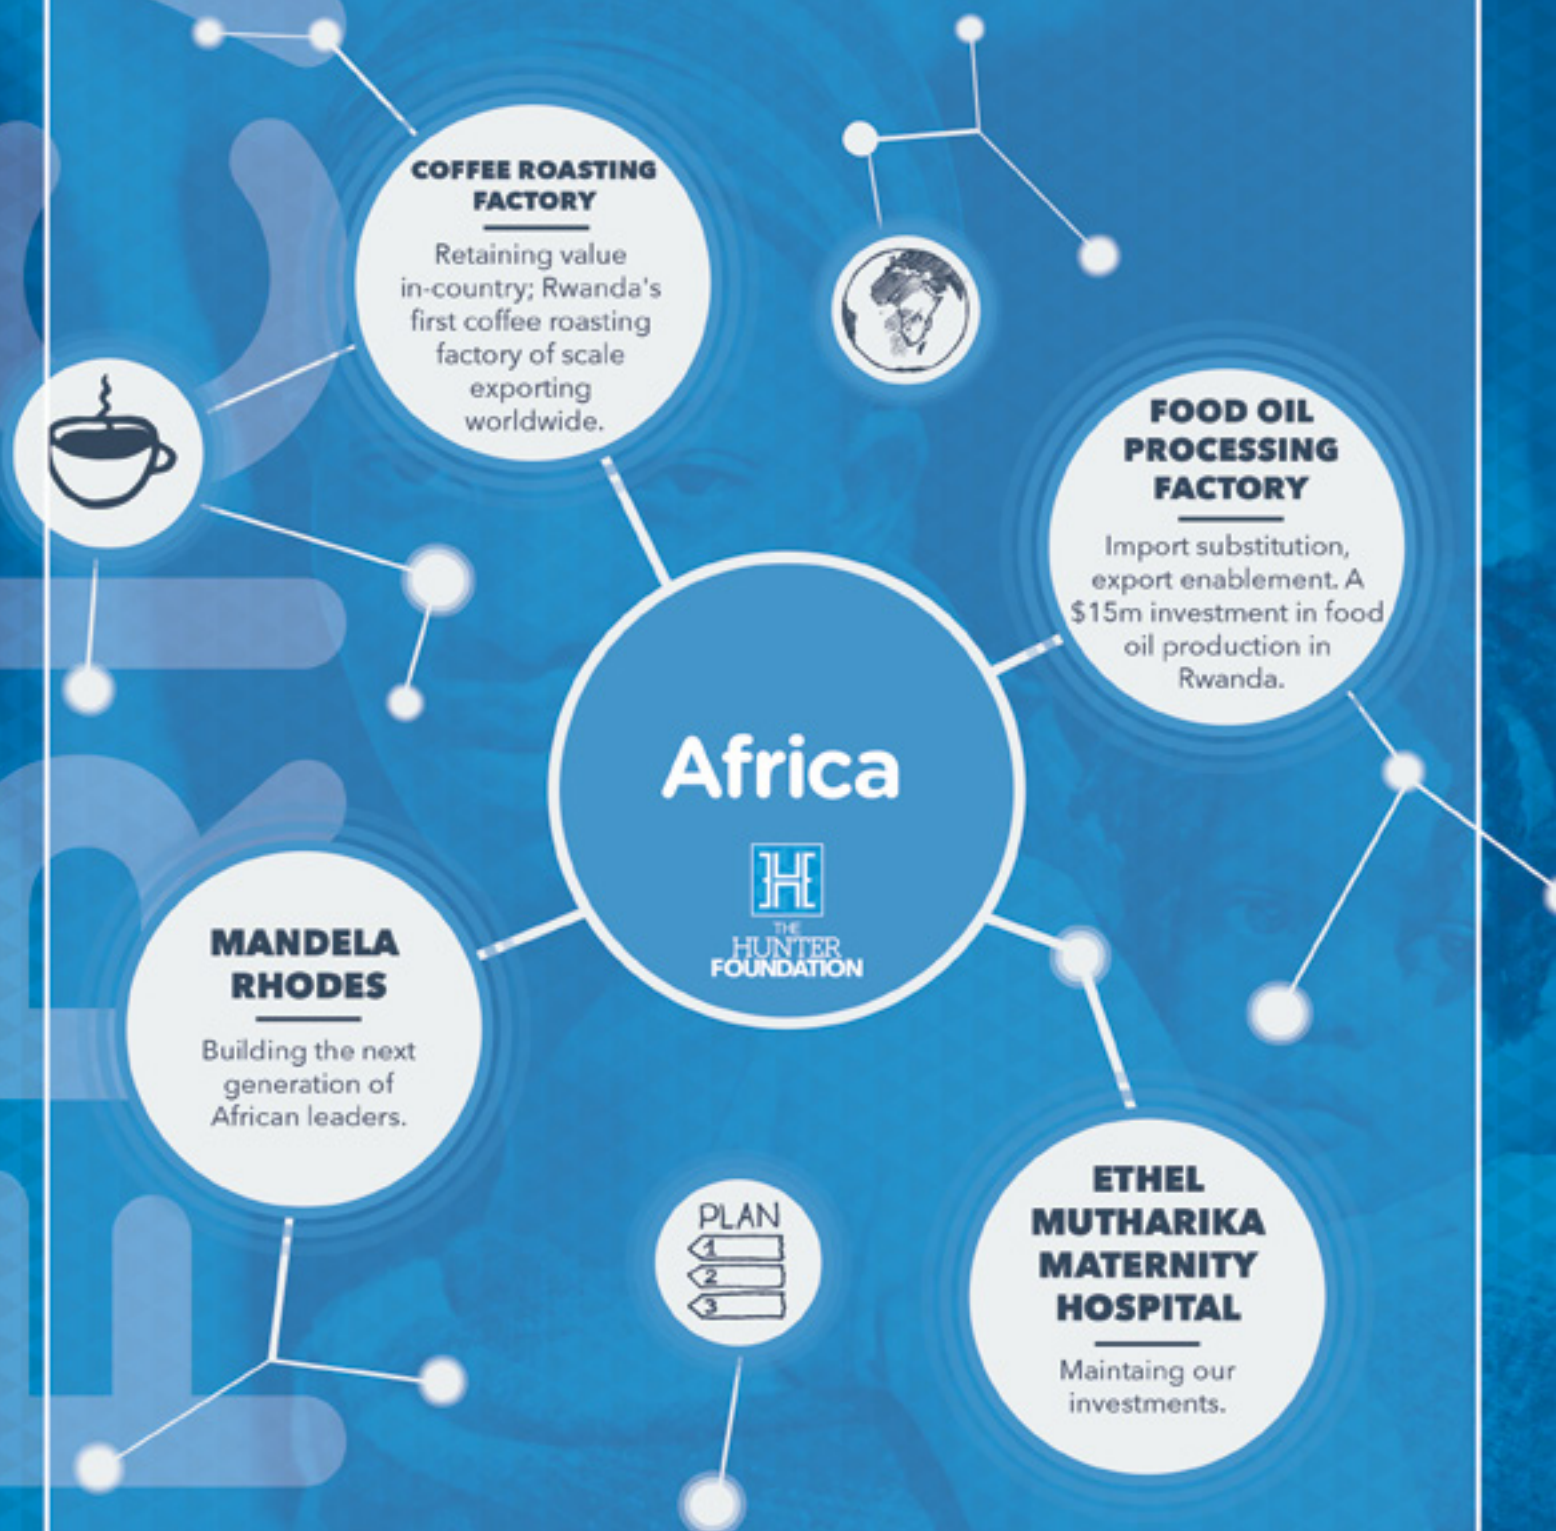 COFFEE ROASTING
FACTORY
Retaining value
in-country; Rwanda's
first coffee roasting
factory of scale
exporting
worldwide.
FOOD OIL
PROCESSING
FACTORY
Import substitution,
export enablement. A
$15m investment in food
oil production in
Rwanda.
Africa
H
THE
HUNTER
FOUNDATION
MANDELA
RHODES
Building the next
generation of
African leaders.
PLAN
1
2
3
ETHEL
MUTHARIKA
MATERNITY
HOSPITAL
Maintaing our
investments.